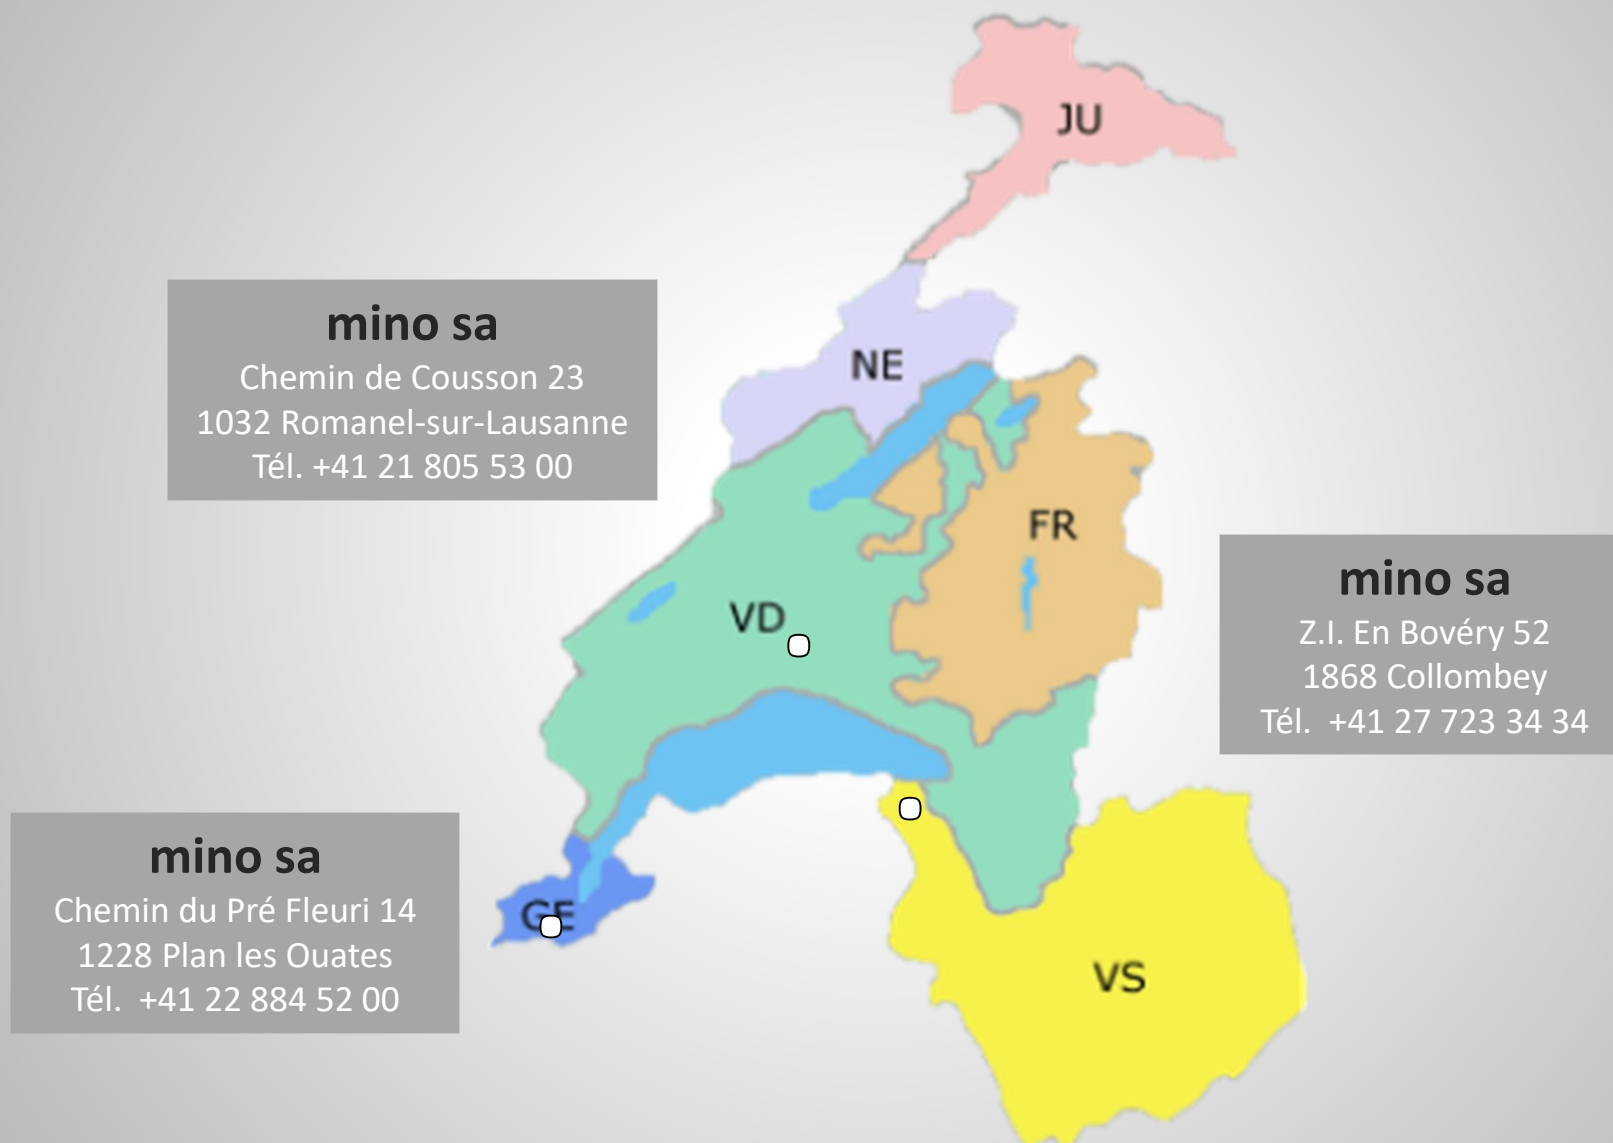 JU
NE
mino sa
Chemin de Cousson 23
1032 Romanel-sur-Lausanne
Tél. +41 21 805 53 00
FR
VD
mino sa
Z.I. En Bovéry 52
1868 Collombey
Tél.  +41 27 723 34 34
mino sa
Chemin du Pré Fleuri 14
1228 Plan les Ouates
Tél.  +41 22 884 52 00
GE
VS